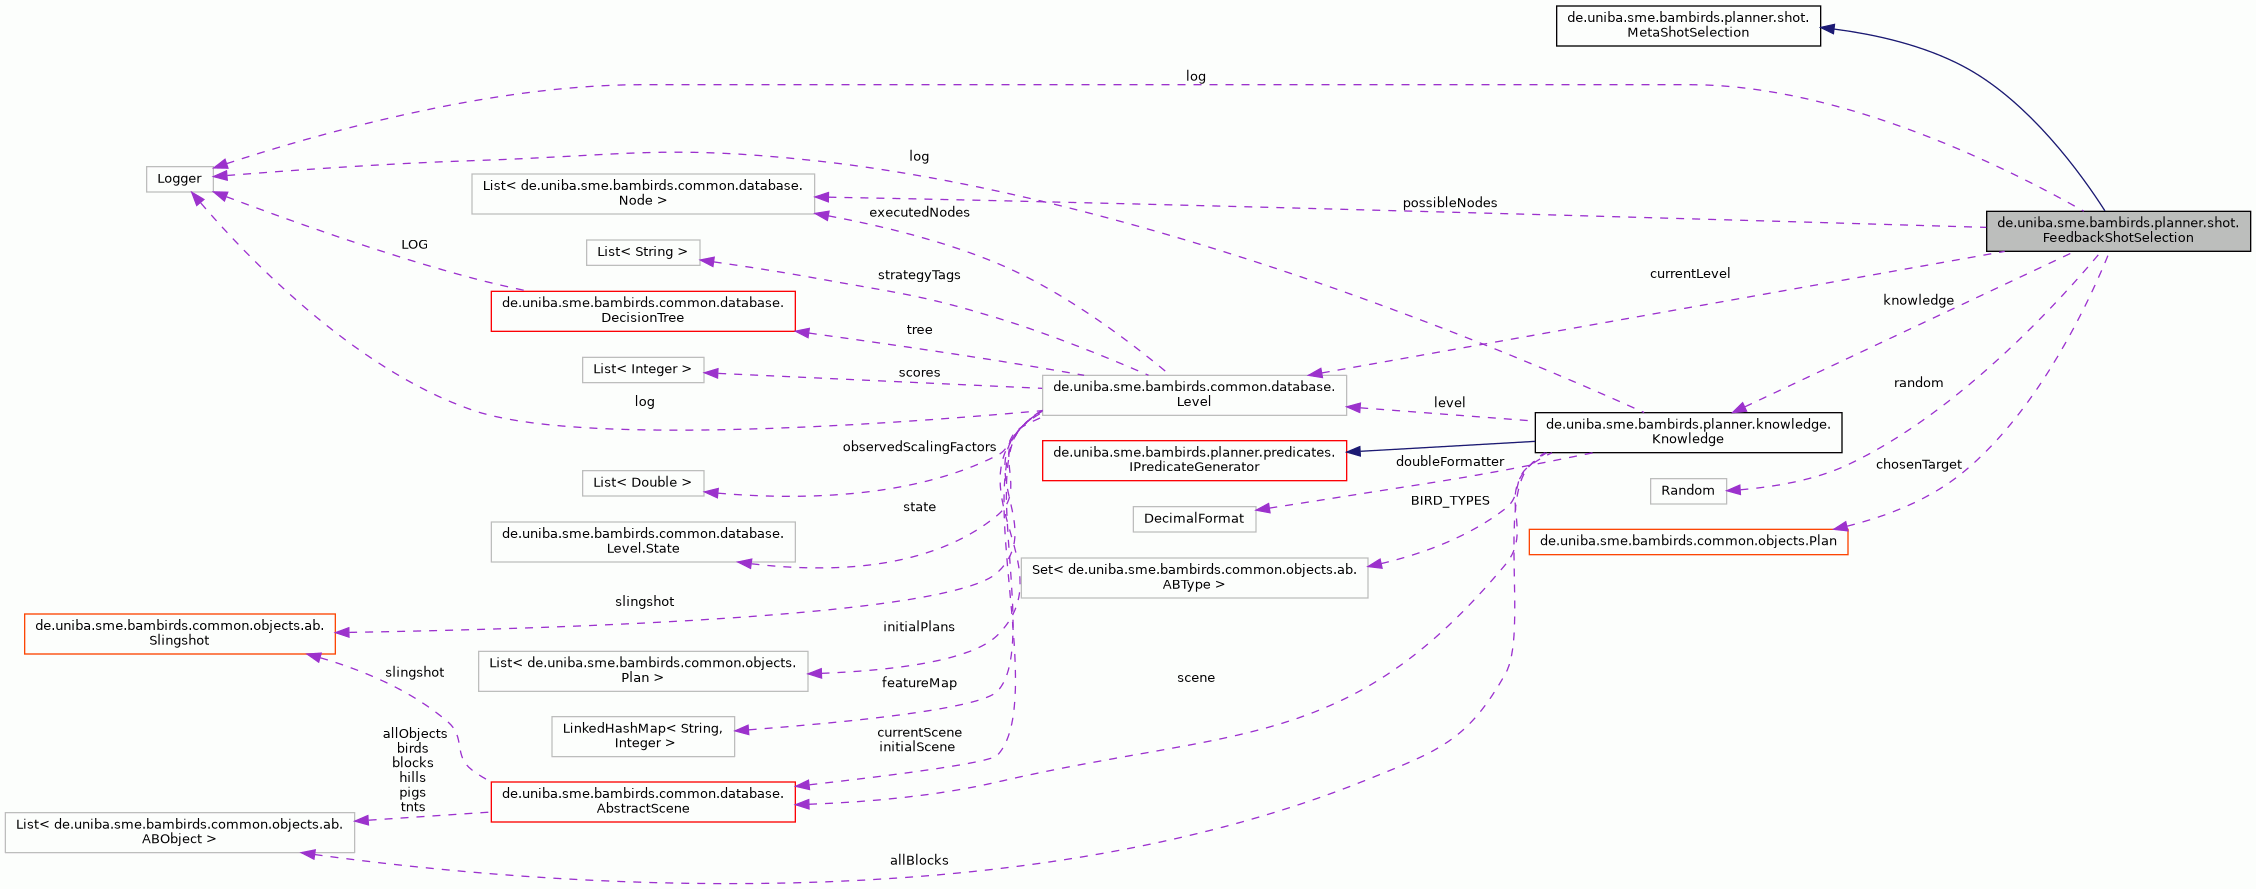 de.uniba.sme.bambirds.planner.shot.
MetaShotSelection
log
log
Logger
List< de.uniba.sme.bambirds.common.database.
Node >
executedNodes
possibleNodes
de.uniba.sme.bambirds.planner.shot.
FeedbackShotSelection
LOG
List< String >
strategyTags
currentLevel
knowledge
de.uniba.sme.bambirds.common.database.
DecisionTree
tree
List< Integer >
scores
random
log
de.uniba.sme.bambirds.common.database.
Level
level
de.uniba.sme.bambirds.planner.knowledge.
Knowledge
observedScalingFactors
de.uniba.sme.bambirds.planner.predicates.
IPredicateGenerator
doubleFormatter
chosenTarget
List< Double >
Random
state
DecimalFormat
BIRD_TYPES
de.uniba.sme.bambirds.common.database.
Level.State
de.uniba.sme.bambirds.common.objects.Plan
Set< de.uniba.sme.bambirds.common.objects.ab.
ABType >
slingshot
de.uniba.sme.bambirds.common.objects.ab.
Slingshot
initialPlans
List< de.uniba.sme.bambirds.common.objects.
Plan >
slingshot
featureMap
scene
LinkedHashMap< String,
Integer >
currentScene
initialScene
allObjects
birds
blocks
hills
pigs
tnts
de.uniba.sme.bambirds.common.database.
AbstractScene
List< de.uniba.sme.bambirds.common.objects.ab.
ABObject >
allBlocks